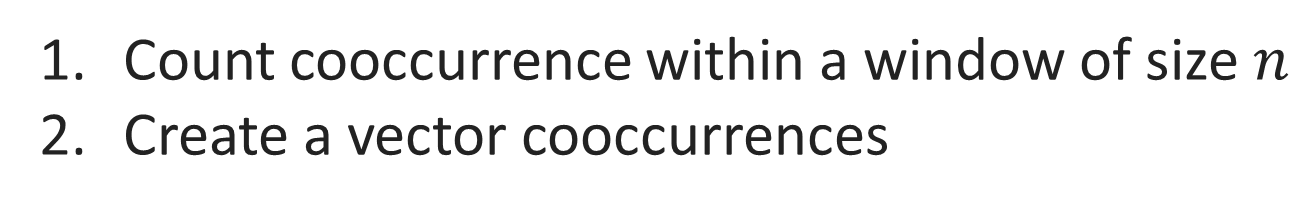 1. Count cooccurrence within a window of size n
2. Create a vector cooccurrences